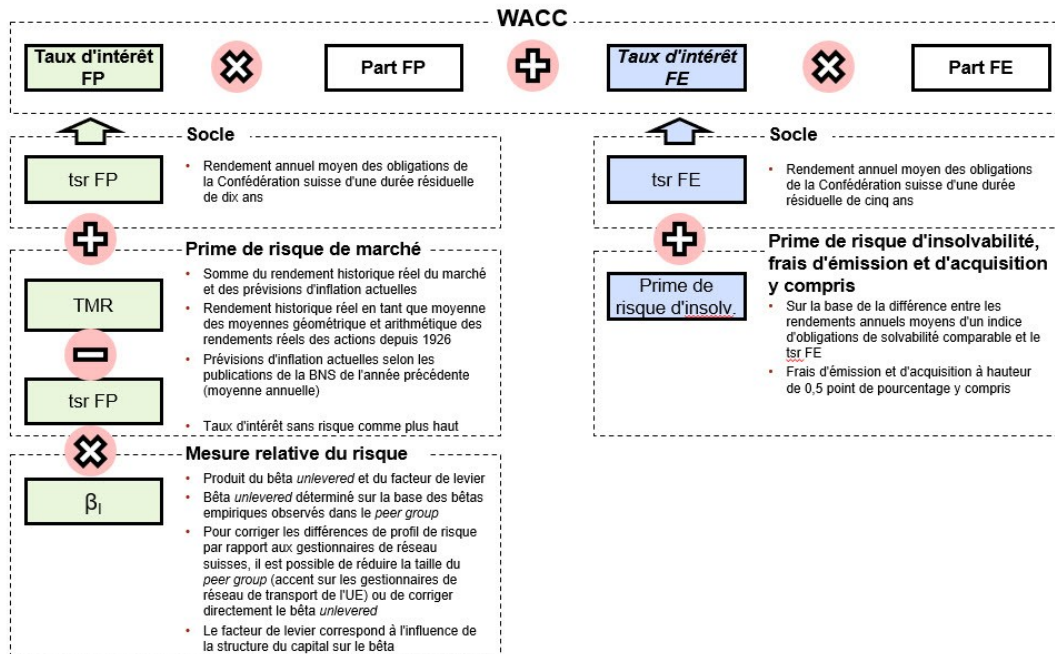 WACC
Taux d'intérêt
FP
Part FP
Taux d'intérêt
FE
Part FE
Socle
tsr FP
• Rendement annuel moyen des obligations de
la Confédération suisse d'une durée résiduelle
de dix ans
Prime de risque de marché
TMR
tsr FP
• Somme du rendement historique réel du marché
et des prévisions d'inflation actuelles
• Rendement historique réel en tant que moyenne
des moyennes géométrique et arithmétique des
rendements réels des actions depuis 1926
• Prévisions d'inflation actuelles selon les
publications de la BNS de l'année précédente
(moyenne annuelle)
• Taux d'intérêt sans risque comme plus haut
Mesure relative du risque
βl
• Produit du bêta unlevered et du facteur de levier
• Bêta unlevered déterminé sur la base des bêtas
empiriques observés dans le peer group
• Pour corriger les différences de profil de risque
par rapport aux gestionnaires de réseau
suisses, il est possible de réduire la taille du
peer group (accent sur les gestionnaires de
réseau de transport de l'UE) ou de corriger
directement le bêta unlevered
• Le facteur de levier correspond à l'influence de
la structure du capital sur le bêta
Socle
tsr FE
• Rendement annuel moyen des obligations
de la Confédération suisse d'une durée
résiduelle de cinq ans
Prime de risque d'insolvabilité,
frais d'émission et d'acquisition
y compris
Prime de
risque d'insolv.
• Sur la base de la différence entre les
rendements annuels moyens d'un indice
d'obligations de solvabilité comparable et le
tsr FE
• Frais d'émission et d'acquisition à hauteur
de 0,5 point de pourcentage y compris